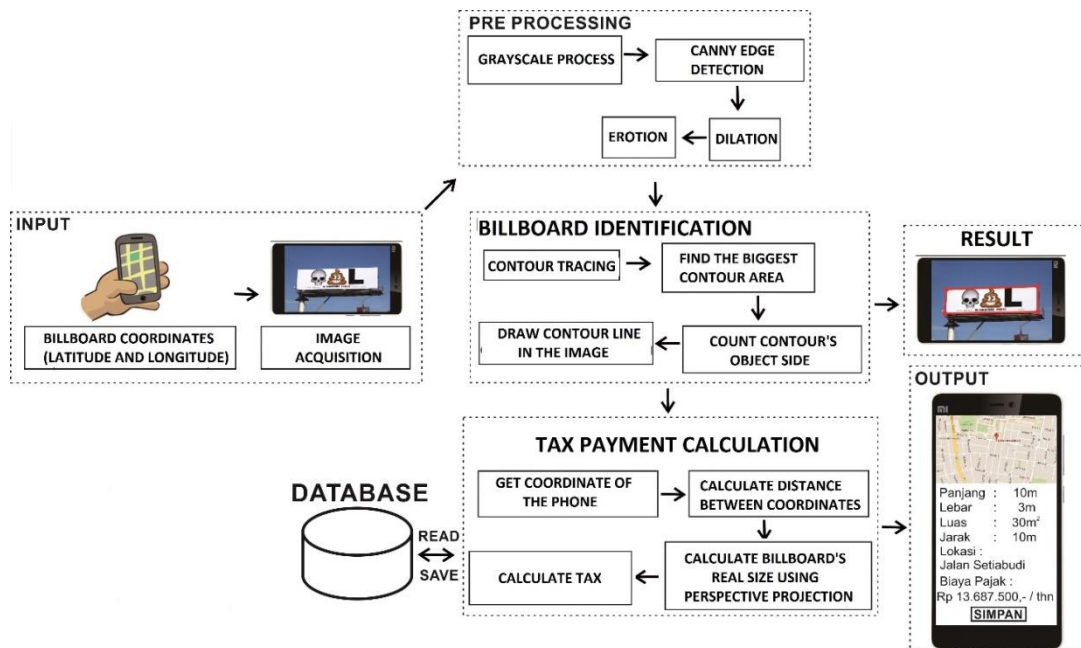 PRE PROCESSING
GRAYSCALE PROCESS
CANNY EDGE
DETECTION
EROTION
DILATION
INPUT
BILLBOARD COORDINATES
(LATITUDE AND LONGITUDE)
IMAGE
ACQUISITION
BILLBOARD IDENTIFICATION
CONTOUR TRACING
FIND THE BIGGEST
CONTOUR AREA
DRAW CONTOUR LINE
IN THE IMAGE
COUNT CONTOUR'S
OBJECT SIDE
RESULT
L
L
TAX PAYMENT CALCULATION
GET COORDINATE OF
THE PHONE
CALCULATE DISTANCE
BETWEEN COORDINATES
CALCULATE TAX
CALCULATE BILLBOARD'S
REAL SIZE USING
PERSPECTIVE PROJECTION
DATABASE
READ
SAVE
OUTPUT
MI
Panjang : 10m
Lebar : 3m
Luas : 30m²
Jarak : 10m
Lokasi :
Jalan Setiabudi
Biaya Pajak :
Rp 13.687.500,- / thn
SIMPAN